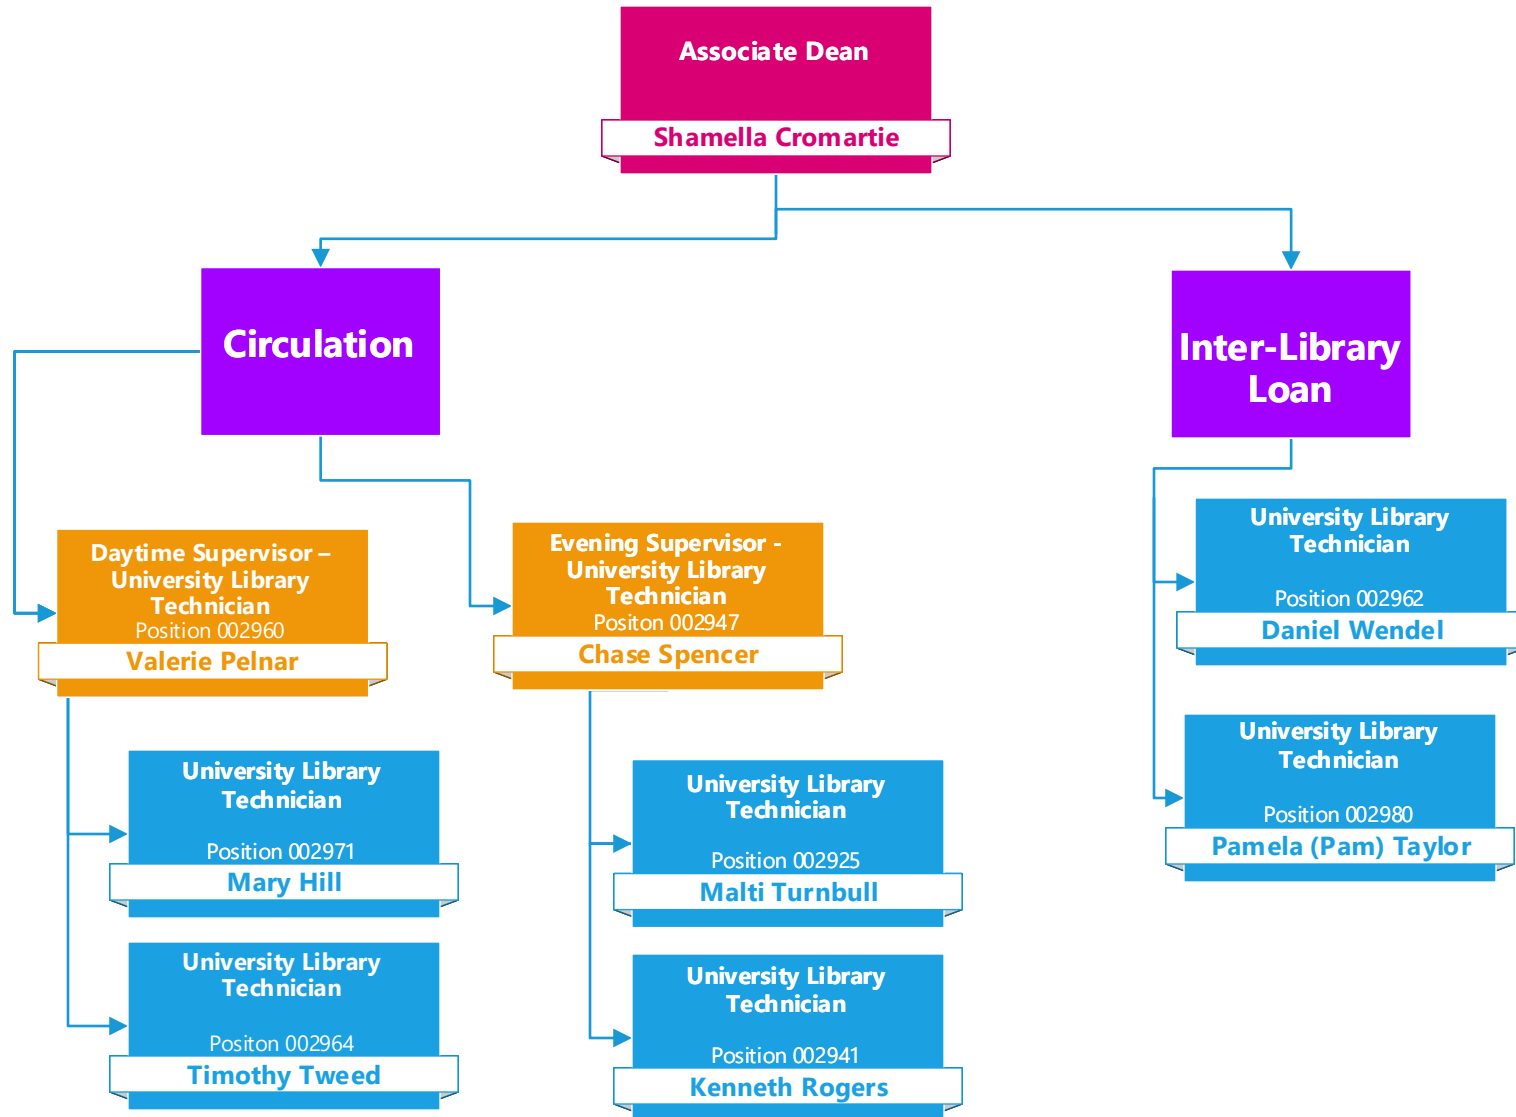 Associate Dean
Shamella Cromartie
Circulation
Inter-Library
Loan
Daytime Supervisor –
University Library
Technician
Position 002960
Valerie Pelnar
Evening Supervisor -
University Library
Technician
Positon 002947
Chase Spencer
University Library
Technician
Position 002962
Daniel Wendel
University Library
Technician
Position 002980
Pamela (Pam) Taylor
University Library
Technician
Position 002971
Mary Hill
University Library
Technician
Position 002925
Malti Turnbull
University Library
Technician
Positon 002964
Timothy Tweed
University Library
Technician
Position 002941
Kenneth Rogers